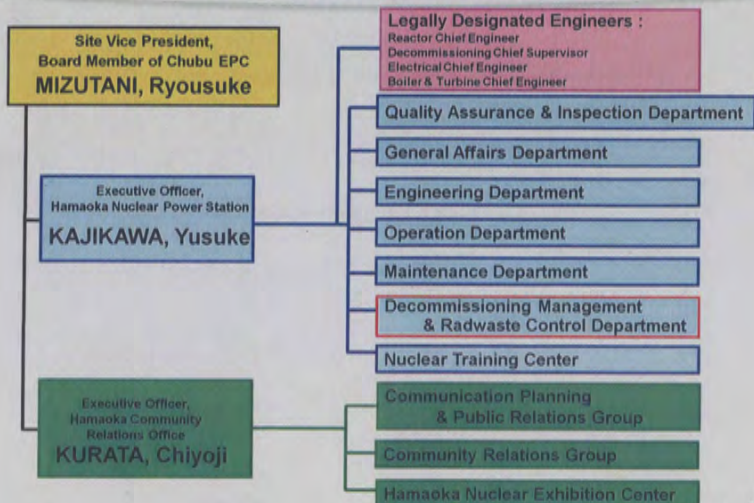 Site Vice President,
Board Member of Chubu EPC
MIZUTANI, Ryousuke
Executive Officer,
Hamaoka Nuclear Power Station
KAJIKAWA, Yusuke
Executive Officer,
Hamaoka Community
Relations Office
KURATA, Chiyoji
Legally Designated Engineers :
Reactor Chief Engineer
Decommissioning Chief Supervisor
Electrical Chief Engineer
Boiler & Turbine Chief Engineer
Quality Assurance & Inspection Department
General Affairs Department
Engineering Department
Operation Department
Maintenance Department
Decommissioning Management
& Radwaste Control Department
Nuclear Training Center
Communication Planning
& Public Relations Group
Community Relations Group
Hamaoka Nuclear Exhibition Center